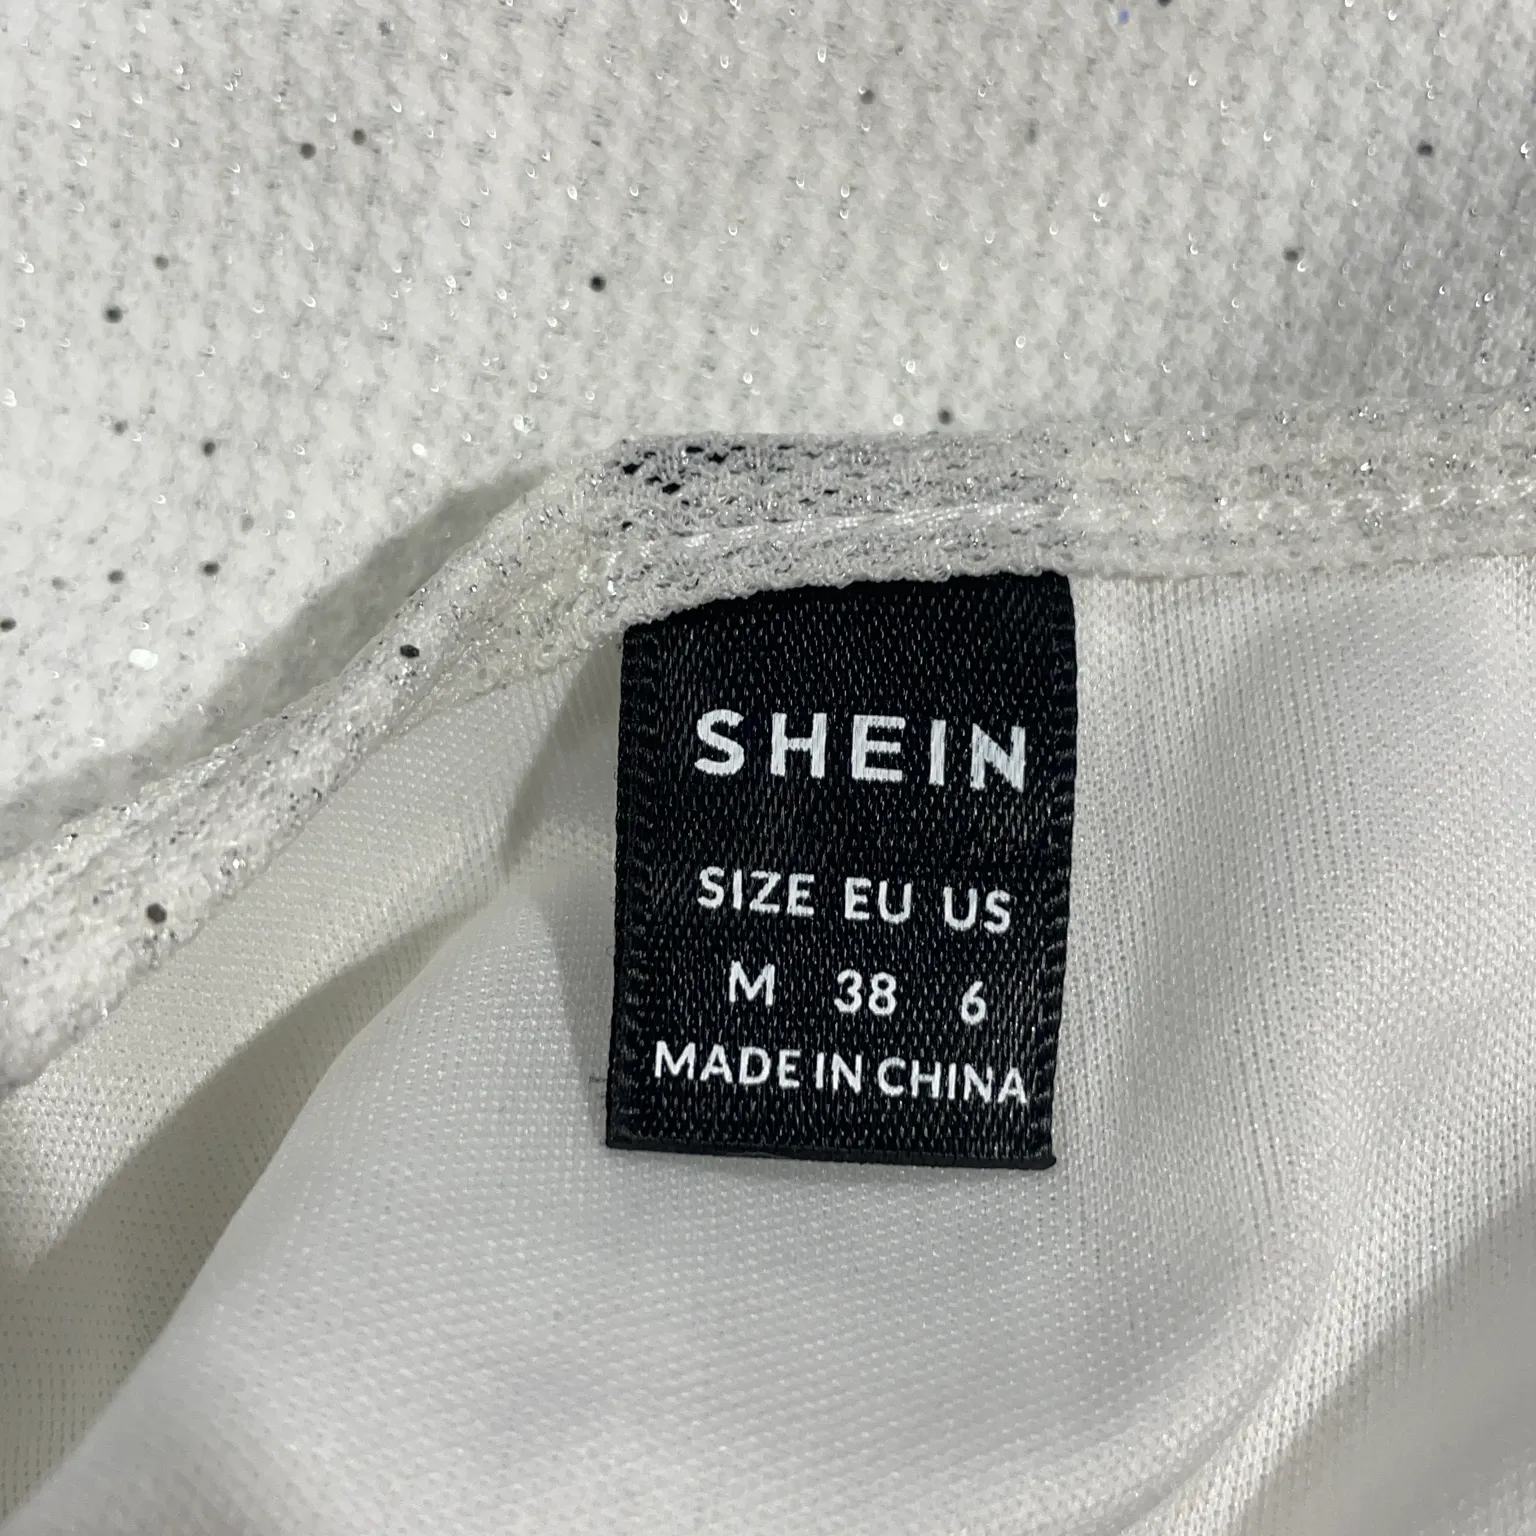 SHEIN
SIZE EU US
M 38 6
MADE IN CHINA